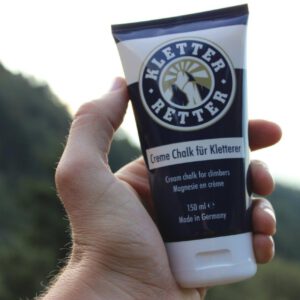 KLETTER
RETTER
Creme Chalk für Kletterer
Cream chalk for climbers
Magnesie en crème
150 ml e
Made in Germany